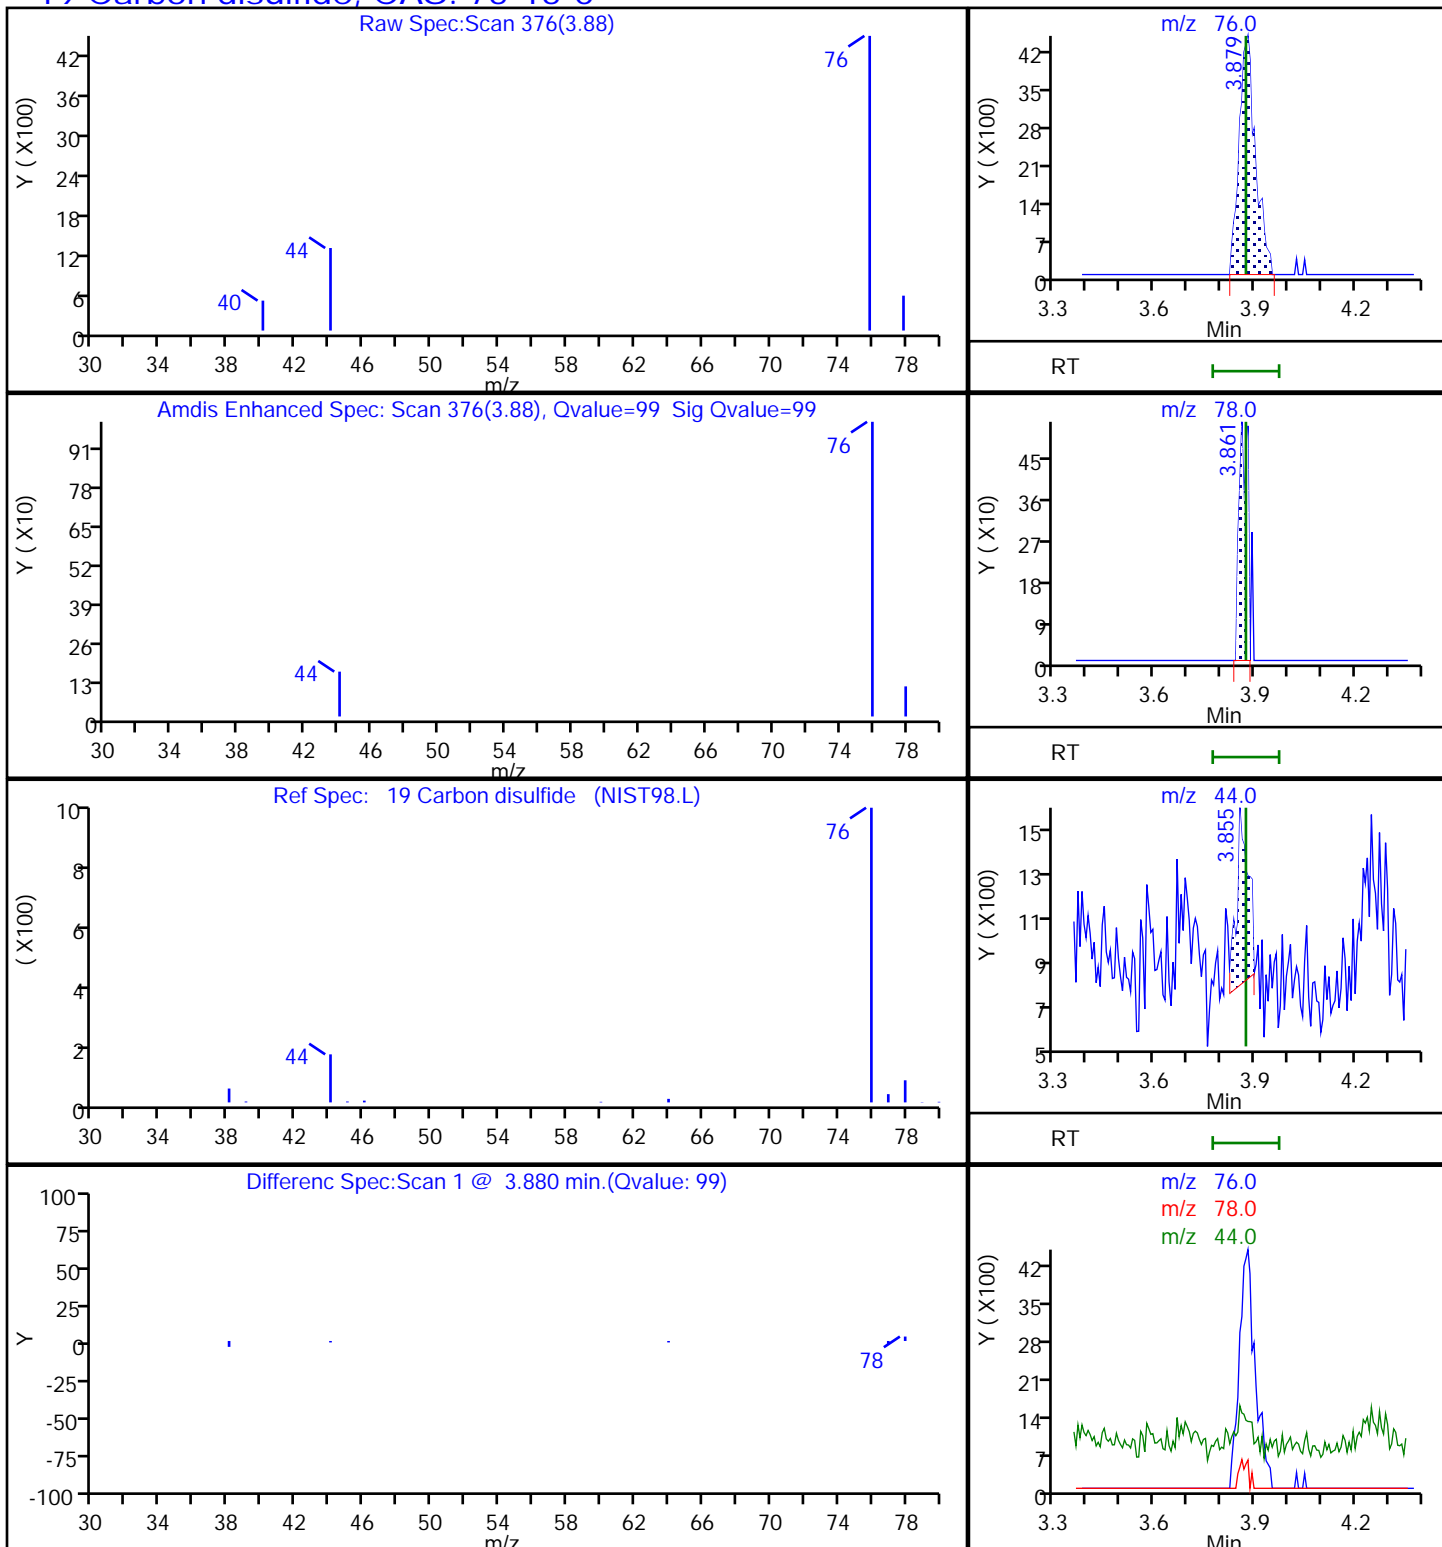 Raw Spec:Scan 376(3.88)
Y ( X100)
42
36
30
24
18
12
6
0
76
44
40
30 34 38 42 46 50 54 58 62 66 70 74 78
m/z
m/z 76.0
Y ( X100)
42
35
28
21
14
7
0
3.879
3.3 3.6 3.9 4.2
Min
RT
Amdis Enhanced Spec: Scan 376(3.88), Qvalue=99 Sig Qvalue=99
Y ( X10)
91
78
65
52
39
26
13
0
76
44
30 34 38 42 46 50 54 58 62 66 70 74 78
m/z
m/z 78.0
Y ( X10)
45
36
27
18
9
0
3.861
3.3 3.6 3.9 4.2
Min
RT
Ref Spec: 19 Carbon disulfide (NIST98.L)
( X100)
10
8
6
4
2
0
76
44
30 34 38 42 46 50 54 58 62 66 70 74 78
m/z 44.0
Y ( X100)
15
13
11
9
7
5
3.855
3.3 3.6 3.9 4.2
Min
RT
Differenc Spec:Scan 1 @ 3.880 min.(Qvalue: 99)
Y
100
75
50
25
0
-25
-50
-75
-100
78
30 34 38 42 46 50 54 58 62 66 70 74 78
m/z
m/z 76.0
m/z 78.0
m/z 44.0
Y ( X100)
42
35
28
21
14
7
0
3.3 3.6 3.9 4.2
Min